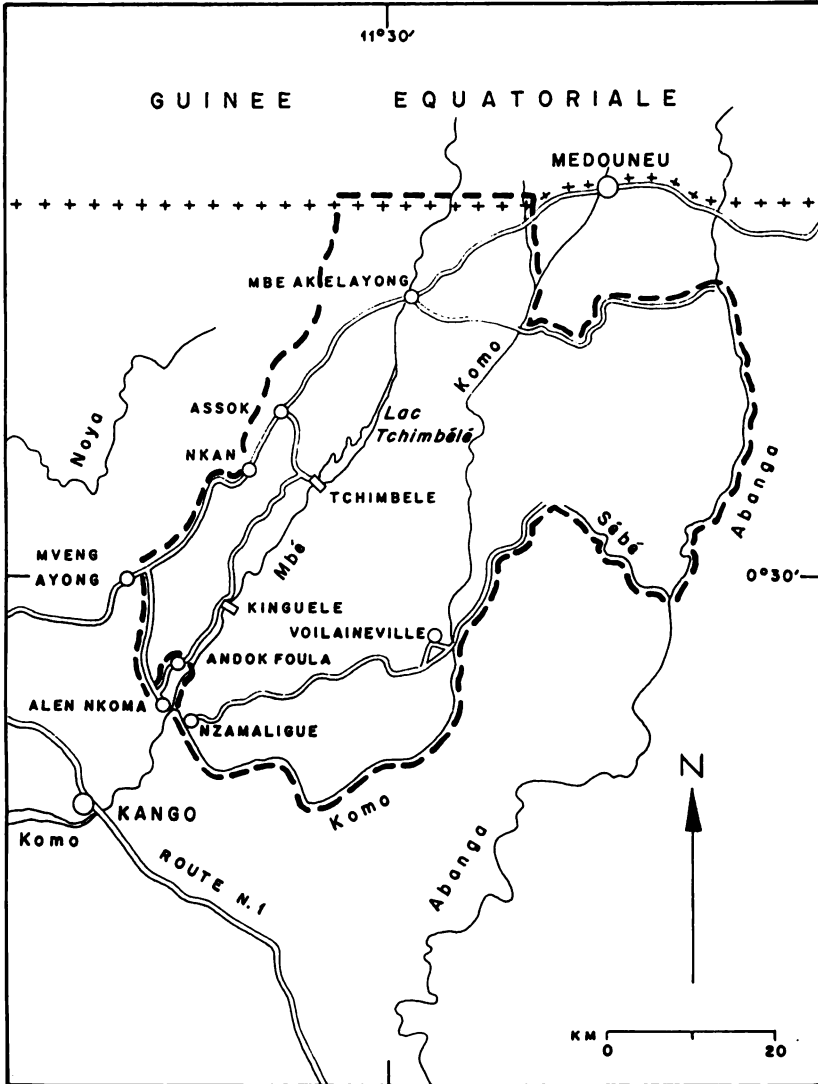 11°30'
GUINEE EQUATORIALE
MEDOUNEU
MBE AKELAYONG
Komo
Noya
ASSOK
Lac
Tchimbélé
NKAN
TCHIMBELE
Abanga
Sébé
MVENG
AYONG
Mbé
0°30'
KINGUELE
VOILAINEVILLE
ANDOK FOULA
ALEN NKOMA
NZAMALIGUE
N
KANGO
Komo
Komo
ROUTE N.1
Abanga
KM
0 20